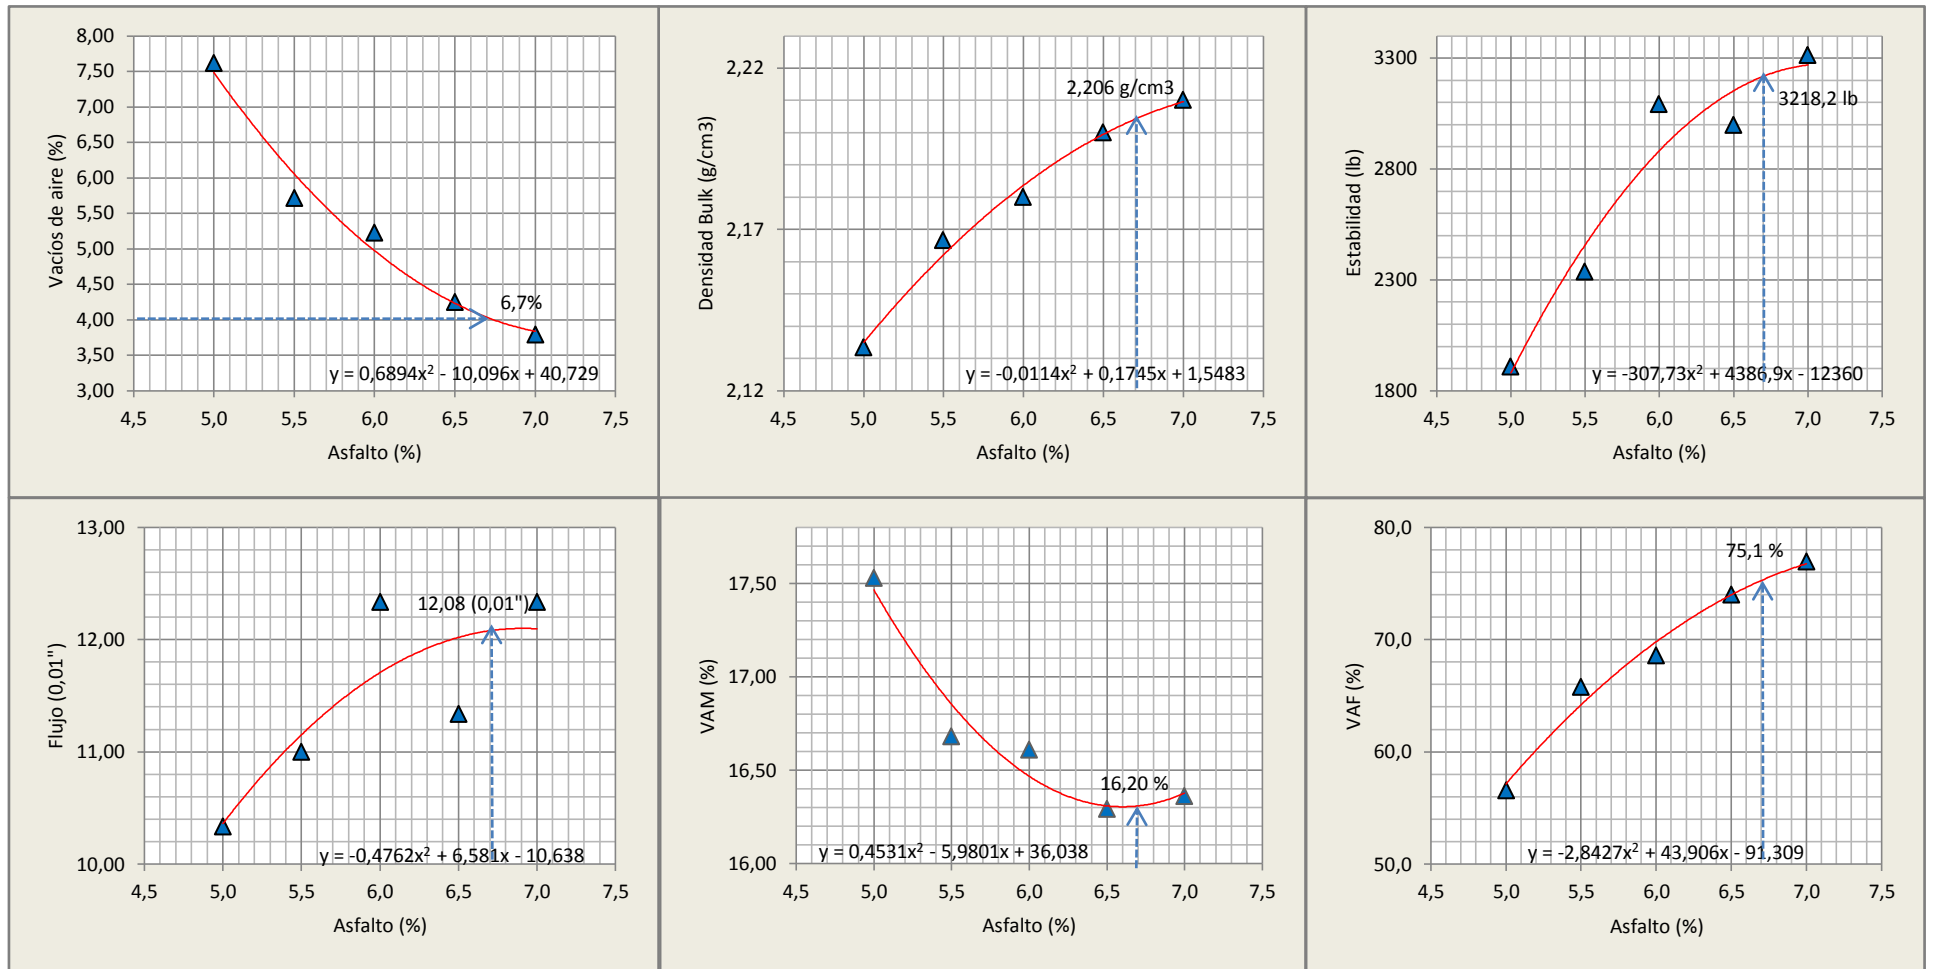 Vacíos de aire (%)
8,00
7,50
7,00
6,50
6,00
5,50
5,00
4,50
4,00
3,50
3,00
6,7%
y = 0,6894x² - 10,096x + 40,729
4,5 5,0 5,5 6,0 6,5 7,0 7,5
Asfalto (%)
Densidad Bulk (g/cm3)
2,22
2,17
2,12
2,206 g/cm3
y = -0,0114x² + 0,1745x + 1,5483
4,5 5,0 5,5 6,0 6,5 7,0 7,5
Asfalto (%)
Estabilidad (lb)
3300
2800
2300
1800
3218,2 lb
y = -307,73x² + 4386,9x - 12360
4,5 5,0 5,5 6,0 6,5 7,0 7,5
Asfalto (%)
Flujo (0,01")
13,00
12,00
11,00
10,00
12,08 (0,01")
y = -0,4762x² + 6,581x - 10,638
4,5 5,0 5,5 6,0 6,5 7,0 7,5
Asfalto (%)
VAM (%)
17,50
17,00
16,50
16,00
16,20 %
y = 0,4531x² - 5,9801x + 36,038
4,5 5,0 5,5 6,0 6,5 7,0 7,5
Asfalto (%)
VAF (%)
80,0
70,0
60,0
50,0
75,1 %
y = -2,8427x² + 43,906x - 91,309
4,5 5,0 5,5 6,0 6,5 7,0 7,5
Asfalto (%)